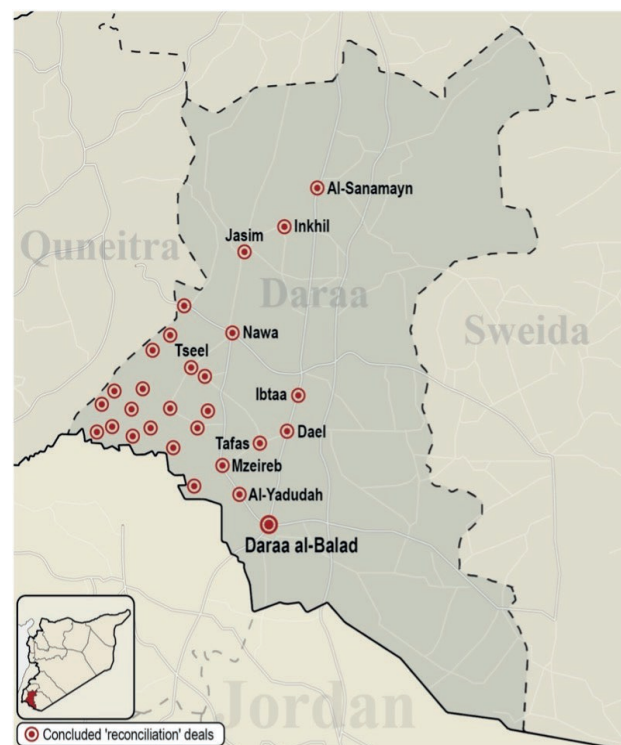 Al-Sanamayn
Inkhil
Jasim
Quneitra
Daraa
Nawa
Sweida
Tseel
Ibtaa
Dael
Tafas
Mzeireb
Al-Yadudah
Daraa al-Balad
Jordan
Concluded 'reconciliation' deals